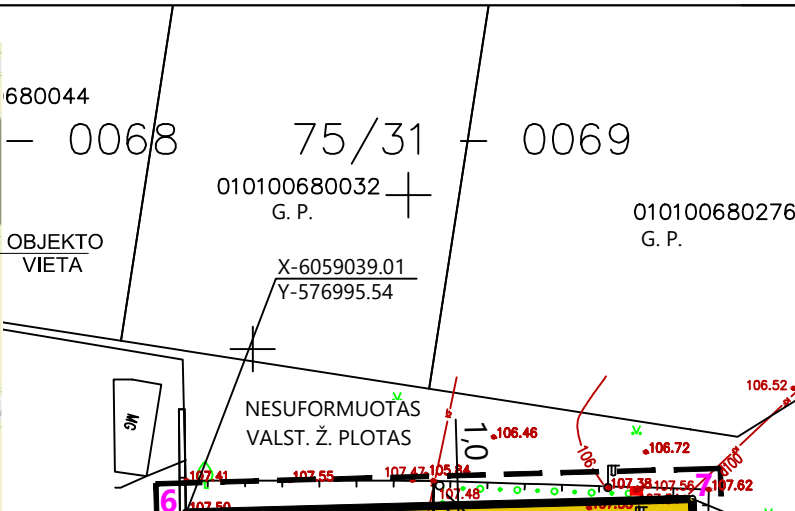 680044
0068
75/31
0069
010100680032
G. P.
010100680276
G. P.
OBJEKTO
VIETA
X-6059039.01
Y-576995.54
106.52
MG
NESUFORMUOTAS
VALST. Ž. PLOTAS
1,0
106.46
106
106.72
107.41
107.55
107.47
105.84
107.38
107.56
107.62
6
7
107.50
107.48